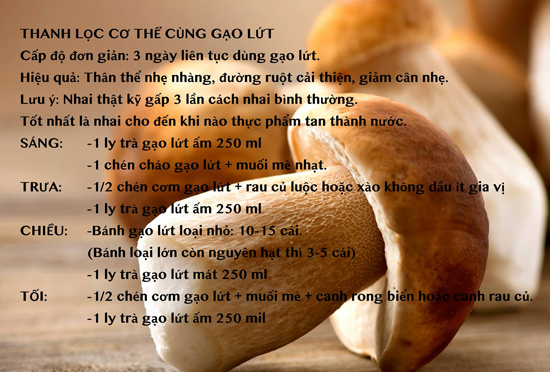 THANH LỌC CƠ THỂ CÙNG GẠO LỨT
Cấp độ đơn giản: 3 ngày liên tục dùng gạo lứt.
Hiệu quả: Thân thể nhẹ nhàng, đường ruột cải thiện, giảm cân nhẹ.
Lưu ý: Nhai thật kỹ gấp 3 lần cách nhai bình thường.
Tốt nhất là nhai cho đến khi nào thực phẩm tan thành nước.
SÁNG: -1 ly trà gạo lứt ấm 250 ml
-1 chén cháo gạo lứt + muối mè nhạt.
TRƯA: -1/2 chén cơm gạo lứt + rau củ luộc hoặc xào không dầu ít gia vị
-1 ly trà gạo lứt ấm 250 ml
CHIỀU: -Bánh gạo lứt loại nhỏ: 10-15 cái.
(Bánh loại lớn còn nguyên hạt thì 3-5 cái)
-1 ly trà gạo lứt mát 250 ml
TỐI: -1/2 chén cơm gạo lứt + muối mè + canh rong biển hoặc canh rau củ.
-1 ly trà gạo lứt ấm 250 mil